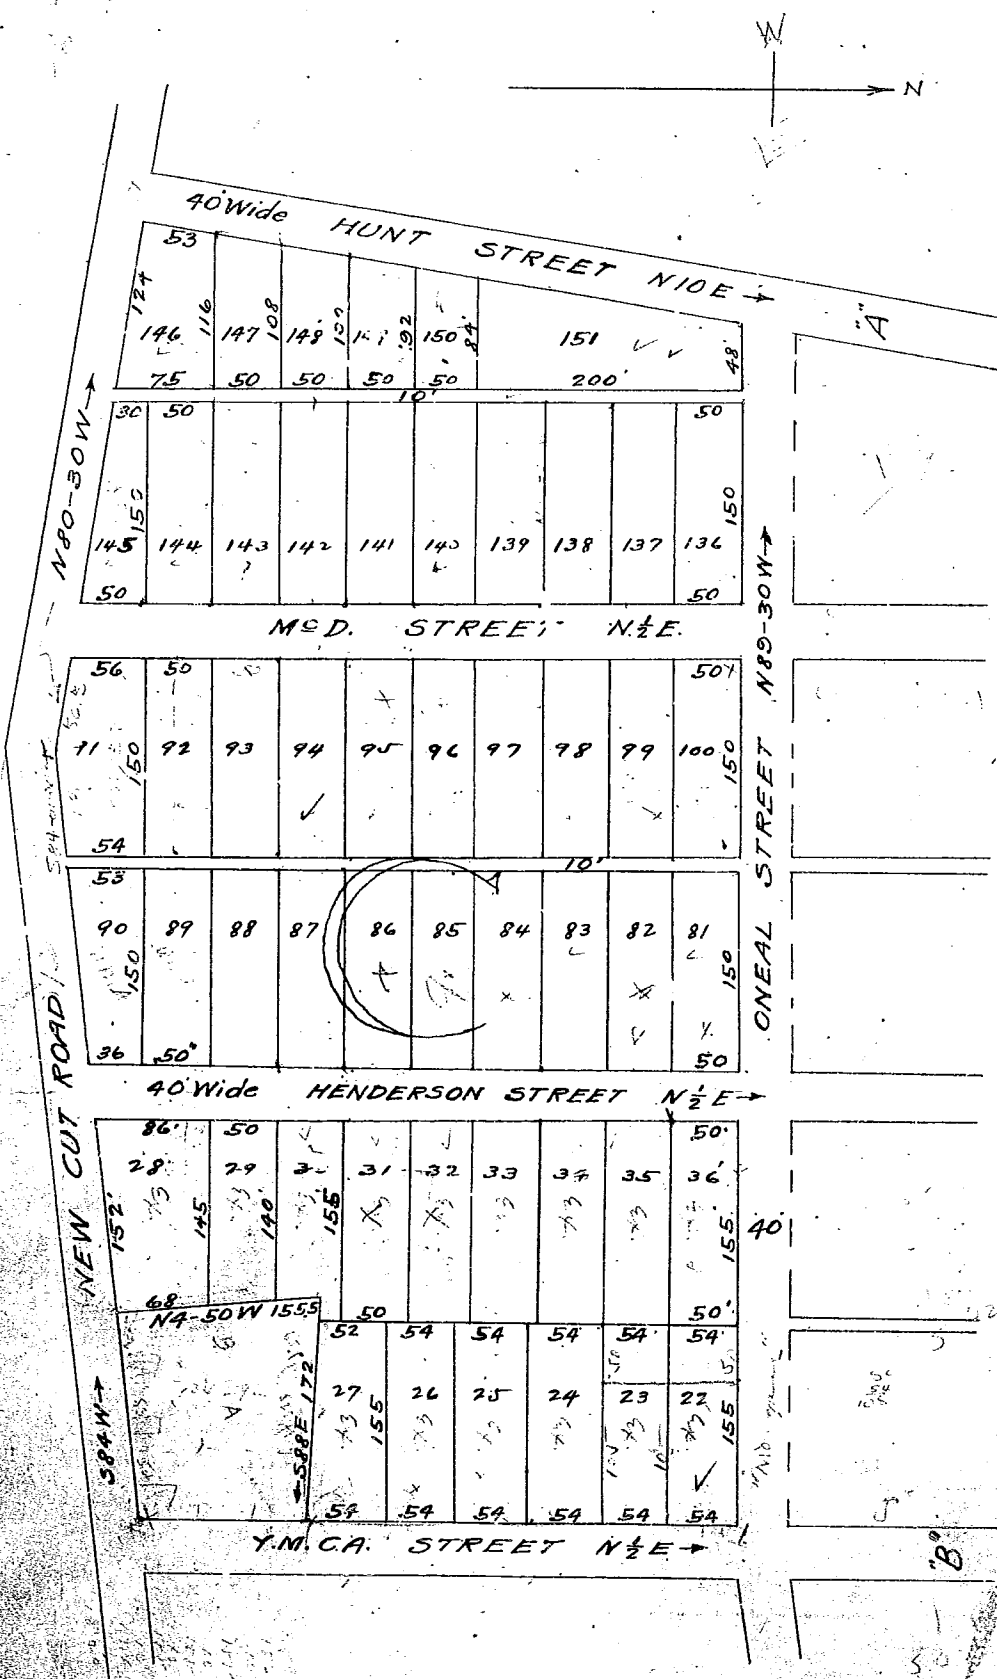 W
N
40' Wide HUNT STREET N10E
"A"
53
124 116 108 92 84' 48'
146 147 148 150 151
75 50 50 50 50 200'
10'
N80-30W
30 50 50
150 150
145 144 143 142 141 140 139 138 137 136
50 50
McD. STREET N.½E.
N89-30W
56 50 50
91 92 93 94 95 96 97 98 99 100
150 150
54
10'
53
90 89 88 87 86 85 84 83 82 81
150 150
36 50" 50
ONEAL STREET
NEW CUT ROAD
40' Wide HENDERSON STREET N½E
86' 50 50'
28 29 31 32 33 34 35 36
152' 145 140' 155' 155'
40'
68 50 50'
N4-50W 155.5
52 54 54 54 54 54
27 26 25 24 23 22
155 155
S84W
S88E 172
54 54 54 54 54 54
Y.M.C.A. STREET N½E
"B"